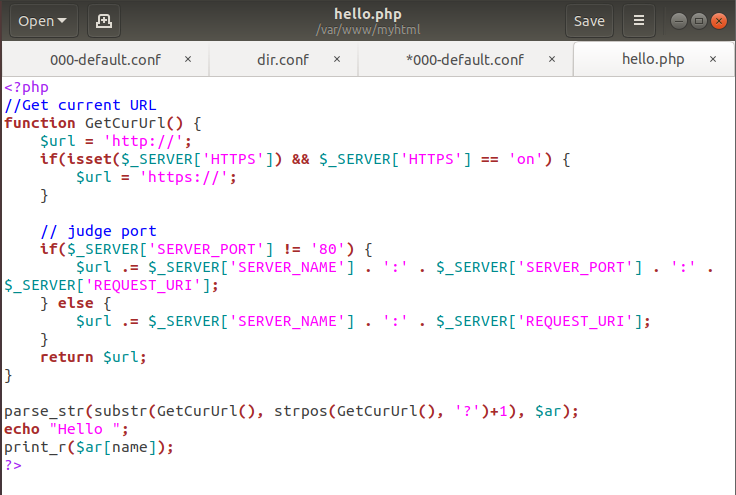 Open
hello.php
/var/www/myhtml
Save
000-default.conf ×
dir.conf ×
*000-default.conf ×
hello.php ×
<?php
//Get current URL
function GetCurUrl() {
    $url = 'http://';
    if(isset($_SERVER['HTTPS']) && $_SERVER['HTTPS'] == 'on') {
        $url = 'https://';
    }

    // judge port
    if($_SERVER['SERVER_PORT'] != '80') {
        $url .= $_SERVER['SERVER_NAME'] . ':' . $_SERVER['SERVER_PORT'] . ':' .
$_SERVER['REQUEST_URI'];
    } else {
        $url .= $_SERVER['SERVER_NAME'] . ':' . $_SERVER['REQUEST_URI'];
    }
    return $url;
}

parse_str(substr(GetCurUrl(), strpos(GetCurUrl(), '?')+1), $ar);
echo "Hello ";
print_r($ar[name]);
?>